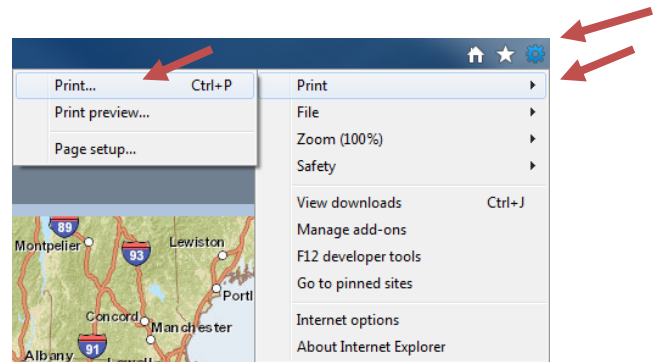 Print... Ctrl+P
Print preview...
Page setup...
Print
File
Zoom (100%)
Safety
View downloads Ctrl+J
Manage add-ons
F12 developer tools
Go to pinned sites
Internet options
About Internet Explorer
89
Montpelier
93
Lewiston
Portl
Concord
Manchester
Albany
91